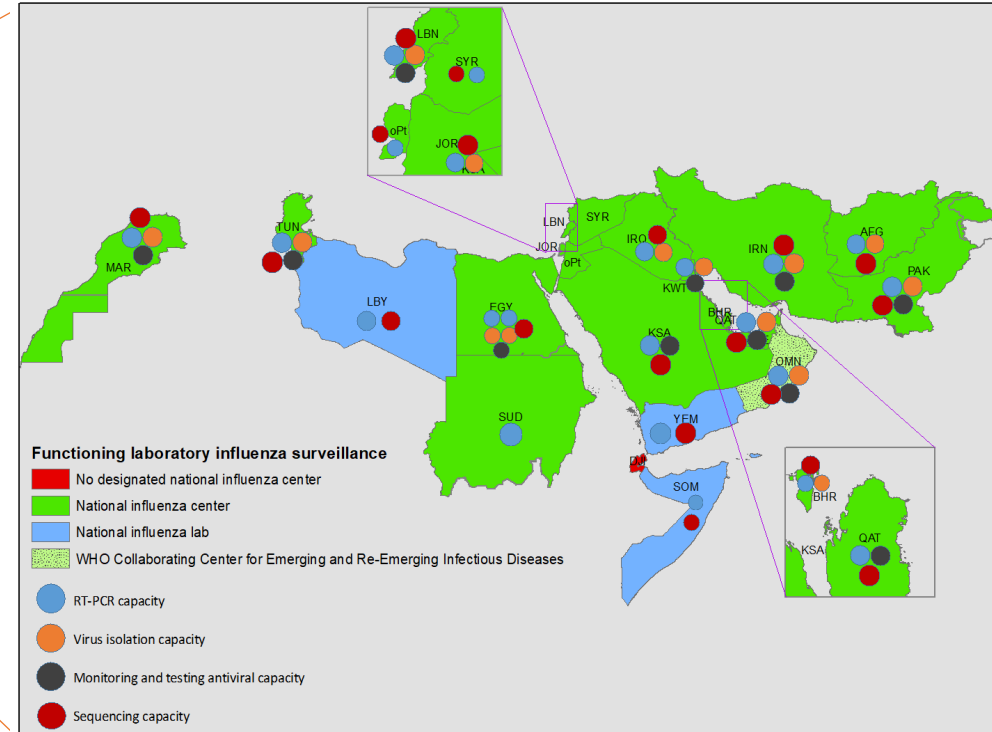 LBN
SYR
oPt
JOR
KSA
TUN
MAR
LBN
SYR
JOR
oPt
IRQ
IRN
AFG
PAK
KWT
LBY
EGY
BHR
QAT
KSA
OMN
SUD
YEM
DJI
SOM
BHR
KSA
QAT
Functioning laboratory influenza surveillance
No designated national influenza center
National influenza center
National influenza lab
WHO Collaborating Center for Emerging and Re-Emerging Infectious Diseases
RT-PCR capacity
Virus isolation capacity
Monitoring and testing antiviral capacity
Sequencing capacity